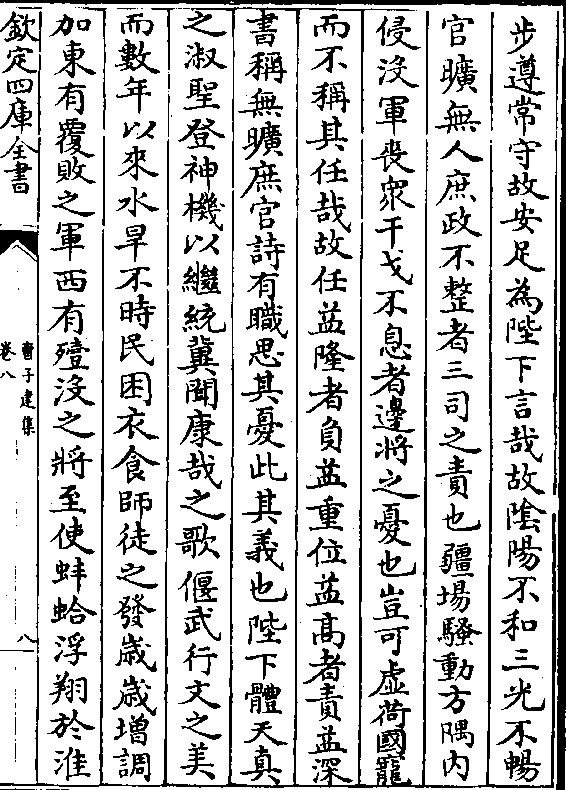 步遵常守故安足為陛下言哉故陰陽不和三光不暢
官曠無人庶政不整者三司之責也疆場騷動方隅内
侵沒軍喪衆干戈不息者邊將之憂也豈可虛荷國寵
而不稱其任哉故任益隆者負益重位益髙者責益深
書稱無曠庶官詩有職思其憂此其義也陛下體天真
之淑聖登神機以繼統冀聞康哉之歌偃武行文之美
而數年以來水旱不時民困衣食師徒之發歲歲增調
加東有覆敗之軍西有殪沒之將至使蚌蛤浮翔於淮
欽定四庫全書
曹子建集
卷八
八